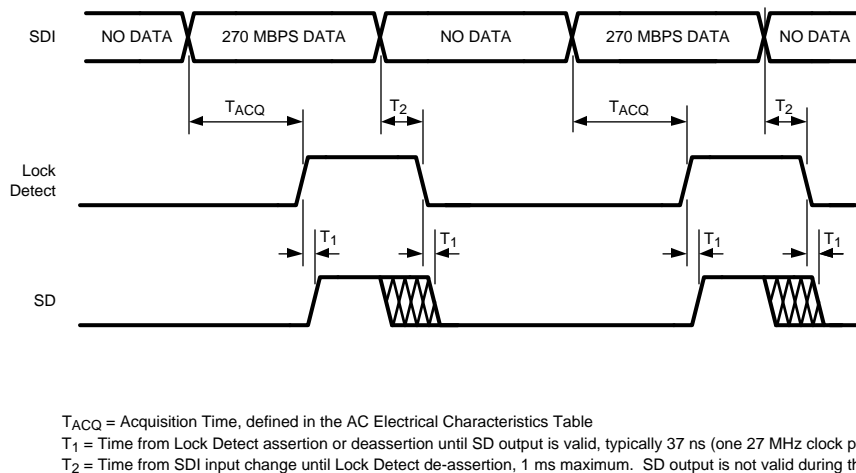 SDI NO DATA 270 MBPS DATA NO DATA 270 MBPS DATA NO DATA
TACQ T2 TACQ T2
Lock
Detect
T1 T1 T1 T1
SD
TACQ = Acquisition Time, defined in the AC Electrical Characteristics Table
T1 = Time from Lock Detect assertion or deassertion until SD output is valid, typically 37 ns (one 27 MHz clock p
T2 = Time from SDI input change until Lock Detect de-assertion, 1 ms maximum. SD output is not valid during th